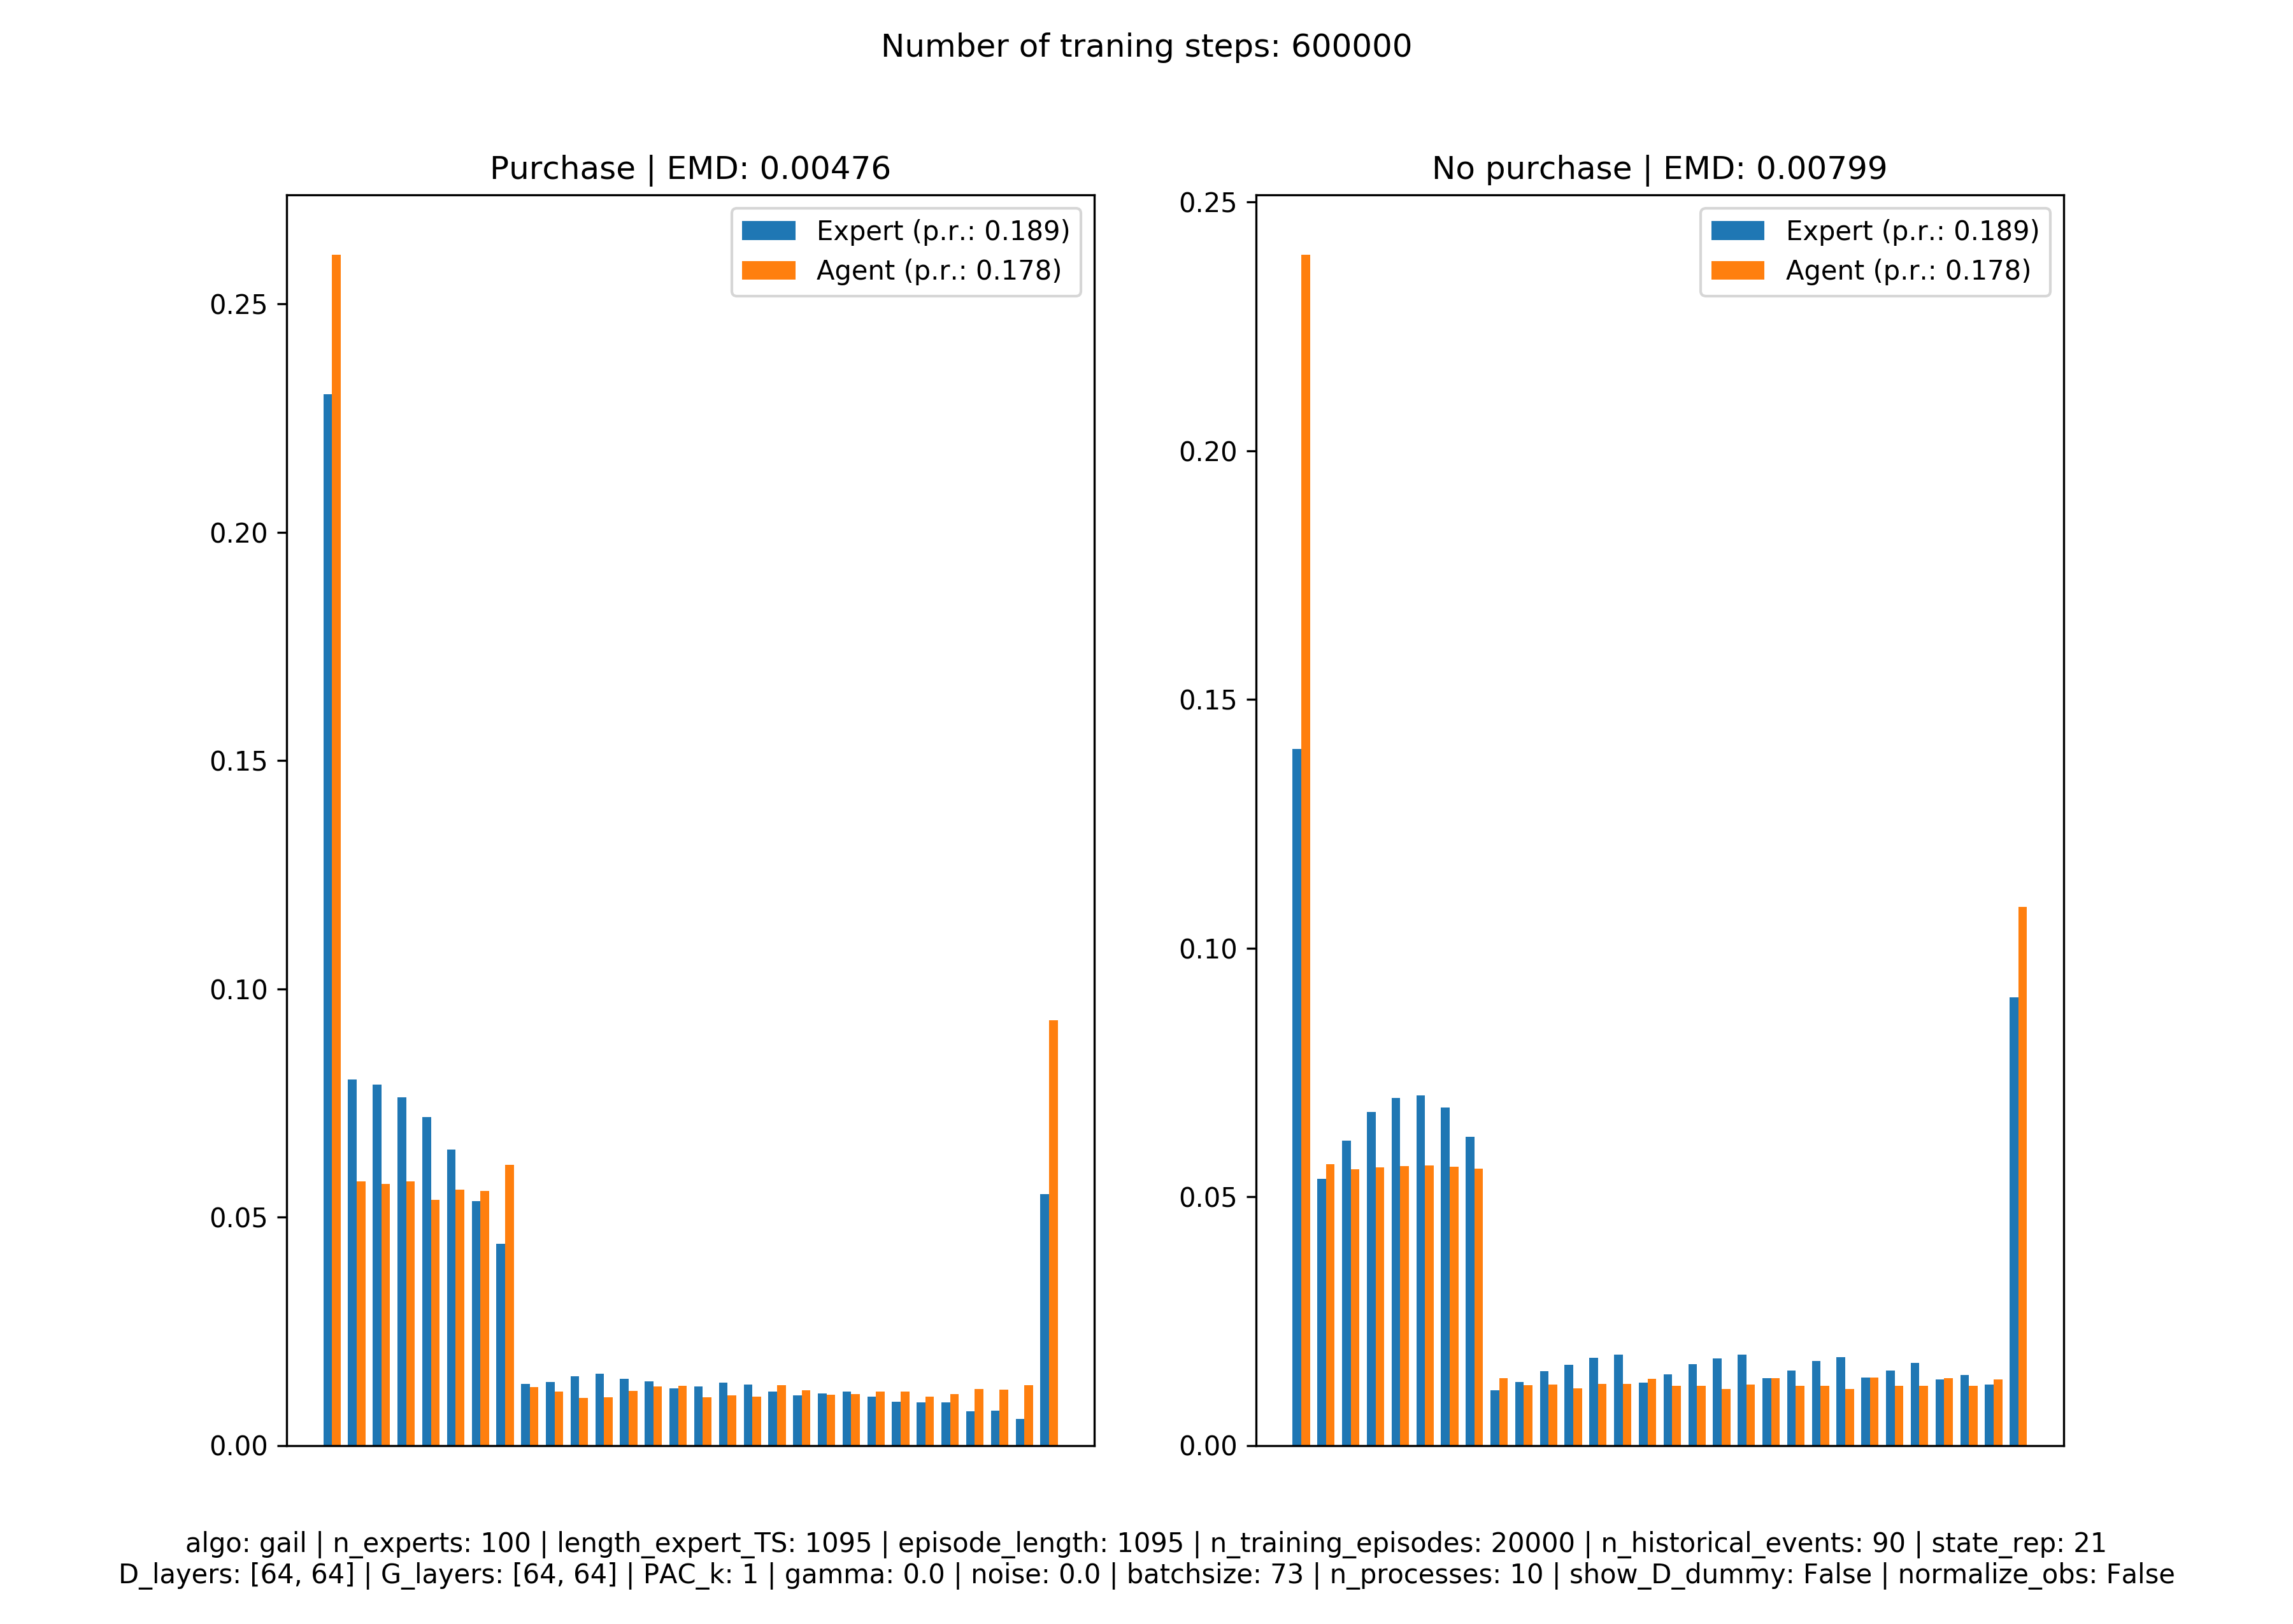 Number of traning steps: 600000
Purchase | EMD: 0.00476
Expert (p.r.: 0.189)
Agent (p.r.: 0.178)
0.25
0.20
0.15
0.10
0.05
0.00
No purchase | EMD: 0.00799
Expert (p.r.: 0.189)
Agent (p.r.: 0.178)
0.25
0.20
0.15
0.10
0.05
0.00
algo: gail | n_experts: 100 | length_expert_TS: 1095 | episode_length: 1095 | n_training_episodes: 20000 | n_historical_events: 90 | state_rep: 21
D_layers: [64, 64] | G_layers: [64, 64] | PAC_k: 1 | gamma: 0.0 | noise: 0.0 | batchsize: 73 | n_processes: 10 | show_D_dummy: False | normalize_obs: False